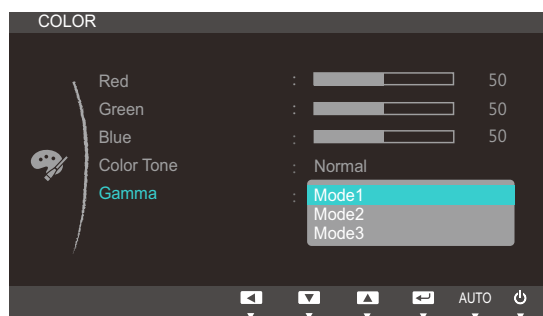 COLOR
Red : 50
Green : 50
Blue : 50
Color Tone : Normal
Gamma : Mode1
Mode2
Mode3
AUTO